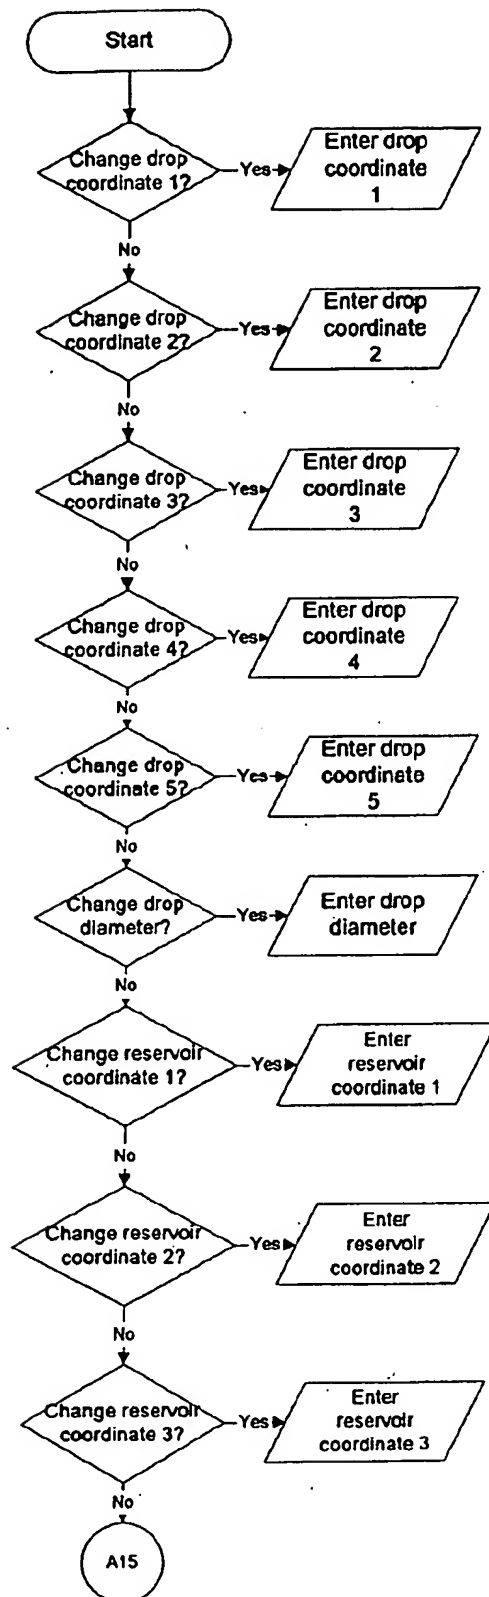 Start
Change drop
coordinate 1?
Yes
Enter drop
coordinate
1
No
Change drop
coordinate 2?
Yes
Enter drop
coordinate
2
No
Change drop
coordinate 3?
Yes
Enter drop
coordinate
3
No
Change drop
coordinate 4?
Yes
Enter drop
coordinate
4
No
Change drop
coordinate 5?
Yes
Enter drop
coordinate
5
No
Change drop
diameter?
Yes
Enter drop
diameter
No
Change reservoir
coordinate 1?
Yes
Enter
reservoir
coordinate 1
No
Change reservoir
coordinate 2?
Yes
Enter
reservoir
coordinate 2
No
Change reservoir
coordinate 3?
Yes
Enter
reservoir
coordinate 3
No
A15